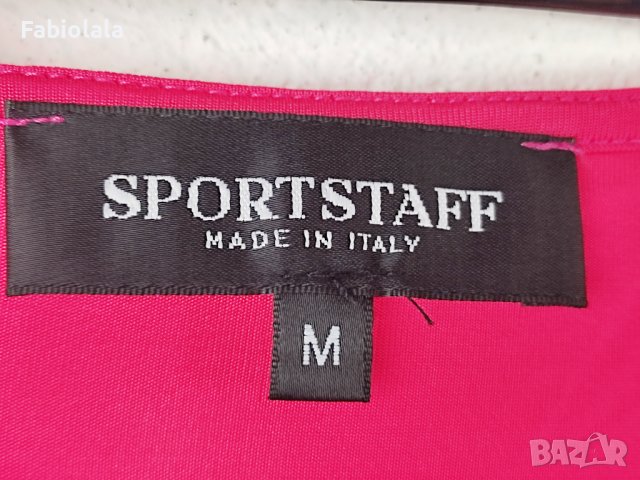 Fabiolala
SPORTSTAFF
MADE IN ITALY
M
BAZAR